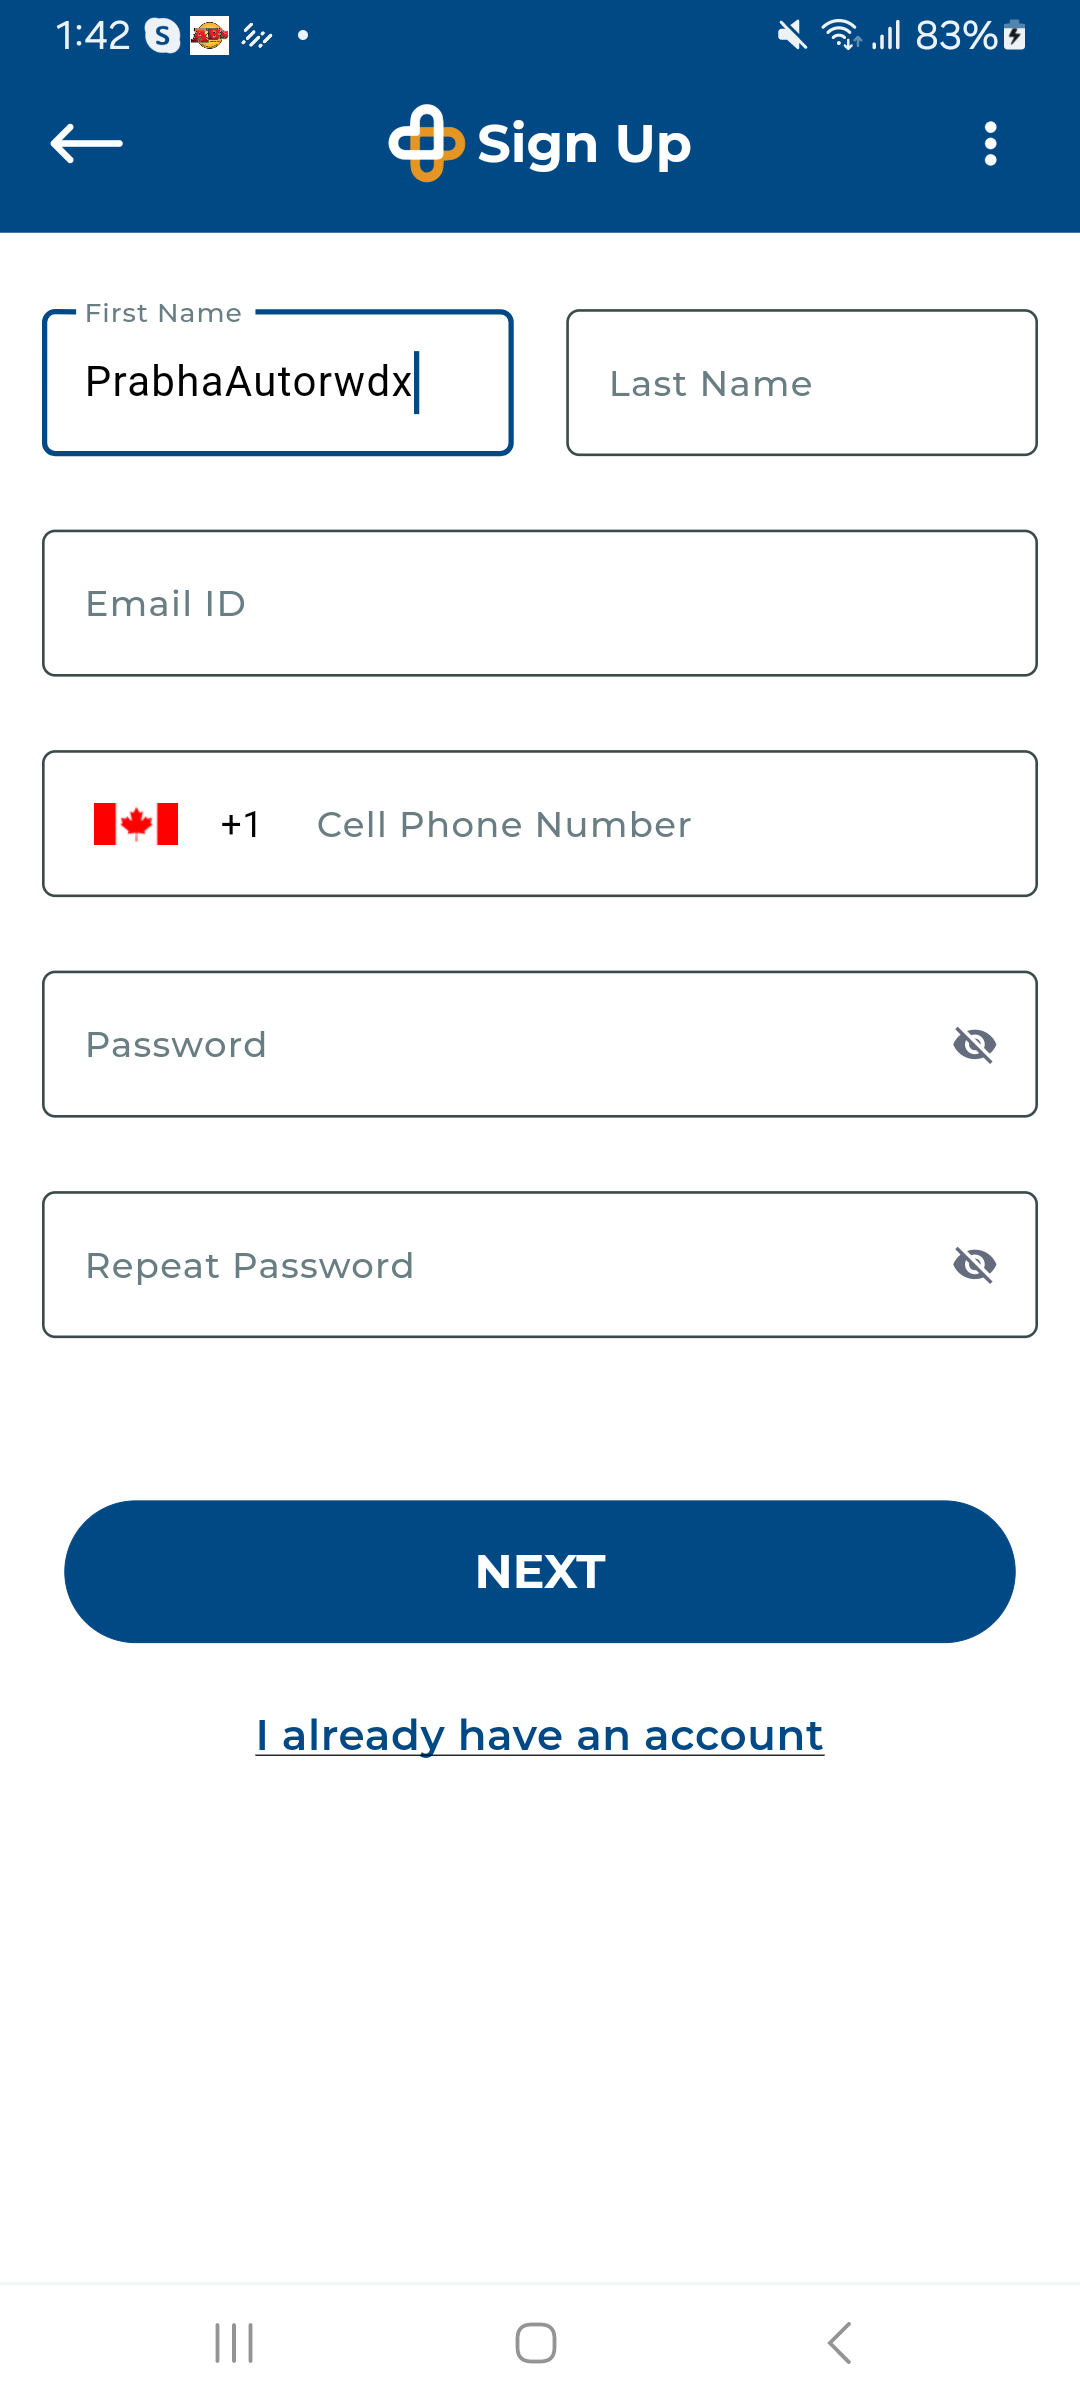 1:42 S 83%
Sign Up
First Name
PrabhaAutorwdx
Last Name
Email ID
+1 Cell Phone Number
Password
Repeat Password
NEXT
I already have an account